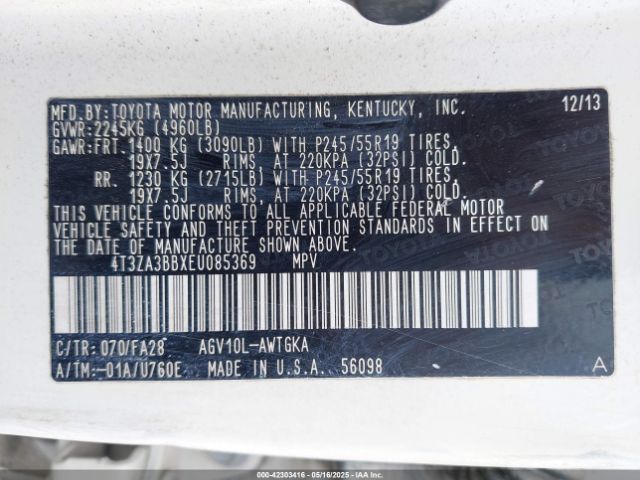 MFD.BY:TOYOTA MOTOR MANUFACTURING, KENTUCKY, INC. 12/13
GVWR:2245KG (4960LB)
GAWR:FRT. 1400 KG (3090LB) WITH P245/55R19 TIRES,
19X7.5J RIMS, AT 220KPA (32PSI) COLD.
RR. 1230 KG (2715LB) WITH P245/55R19 TIRES,
19X7.5J RIMS, AT 220KPA (32PSI) COLD.
THIS VEHICLE CONFORMS TO ALL APPLICABLE FEDERAL MOTOR
VEHICLE SAFETY AND THEFT PREVENTION STANDARDS IN EFFECT ON
THE DATE OF MANUFACTURE SHOWN ABOVE.
4T3ZA3BBXEU085369 MPV
C/TR: 070/FA28 AGV10L-AWTGKA
A/TM:-01A/U760E MADE IN U.S.A. 56098 A
000-42303416 - 05/16/2025 - IAAI.COM